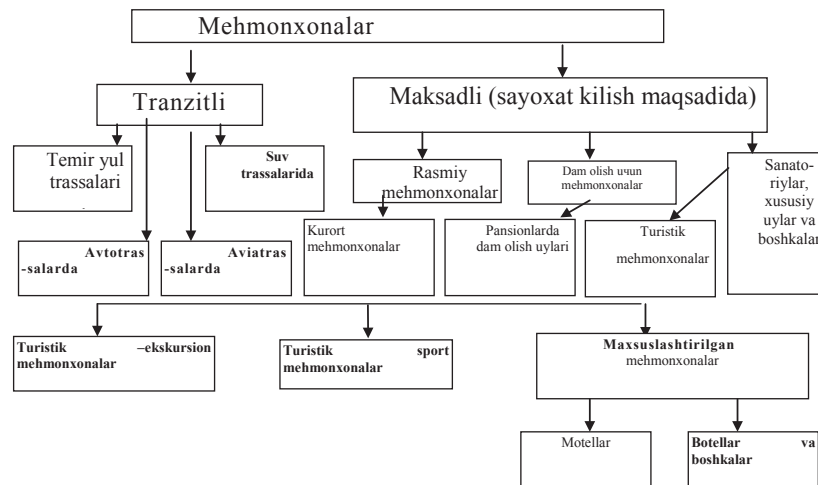 Mehmonxonalar
Tranzitli
Maksadli (sayoxat kilish maqsadida)
Temir yul
trassalari
.
Suv
trassalarida
Rasmiy
mehmonxonalar
Dam olish uчun
mehmonxonalar
Sanato-
riylar,
xususiy
uylar va
boshkalar
Avtotras
-salarda
Aviatras
-salarda
Kurort
mehmonxonalar
Pansionlarda
dam olish uylari
Turistik
mehmonxonalar
Turistik –ekskursion
mehmonxonalar
Turistik sport
mehmonxonalar
Maxsuslashtirilgan
mehmonxonalar
Motellar
Botellar va
boshkalar